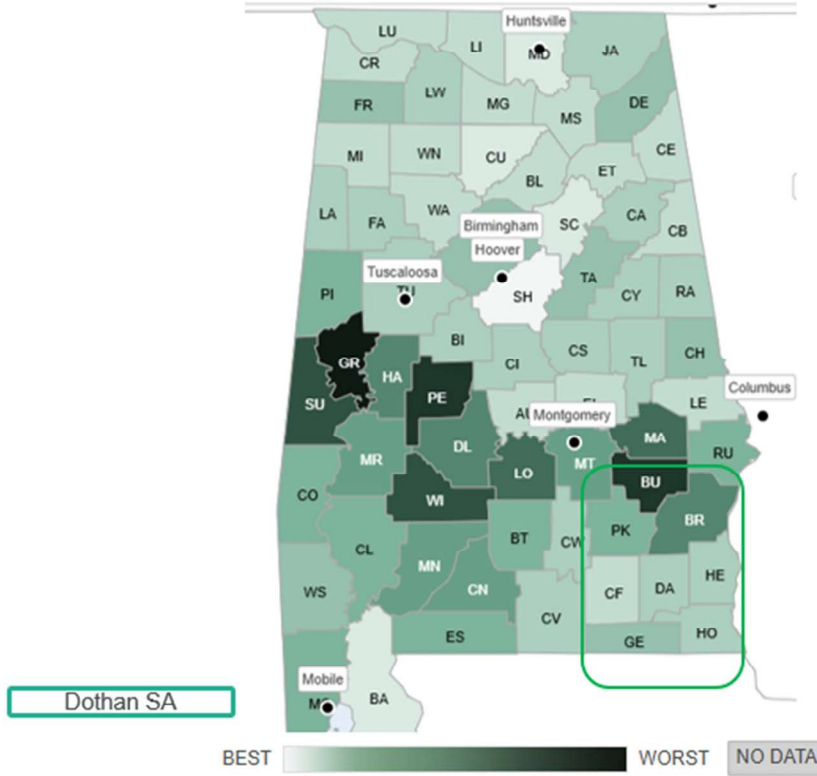 Huntsville
LU
LI
MD
JA
CR
FR
LW
MG
DE
MS
MI
WN
CU
CE
BL
ET
LA
FA
WA
SC
CA
CB
Birmingham
Hoover
Tuscaloosa
TU
PI
SH
TA
CY
RA
BI
CI
CS
TL
CH
GR
HA
PE
SU
AU
LE
Columbus
Montgomery
MA
MR
DL
LO
MT
RU
CO
WI
BU
BR
CL
BT
CW
PK
WS
MN
CN
CF
DA
HE
CV
ES
GE
HO
Mobile
BA
Dothan SA
BEST
WORST
NO DATA